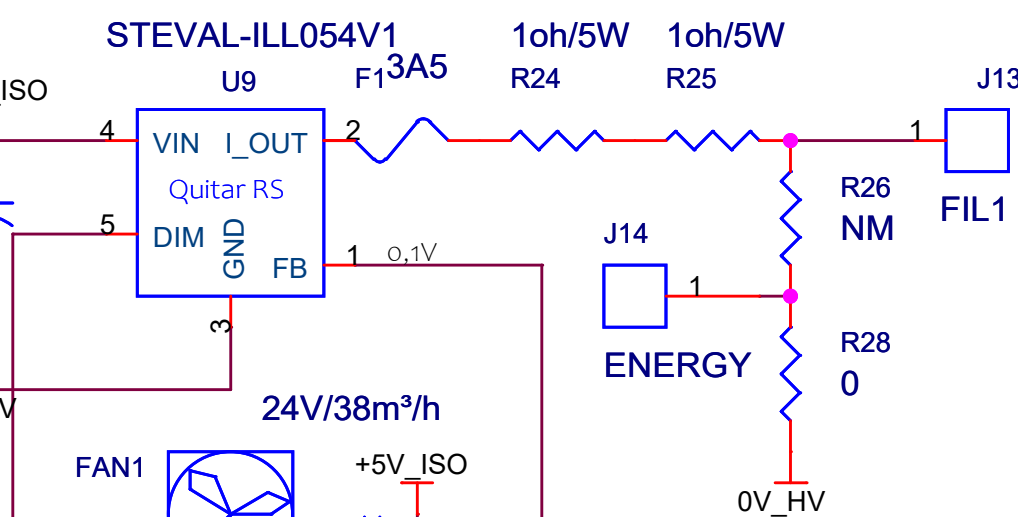 STEVAL-ILL054V1
1oh/5W
1oh/5W
U9
F1
3A5
R24
R25
J13
_ISO
4
VIN
I_OUT
2
1
Quitar RS
R26
NM
FIL1
5
DIM
GND
FB
1
0,1V
J14
1
3
ENERGY
R28
0
V
24V/38m³/h
FAN1
+5V_ISO
0V_HV